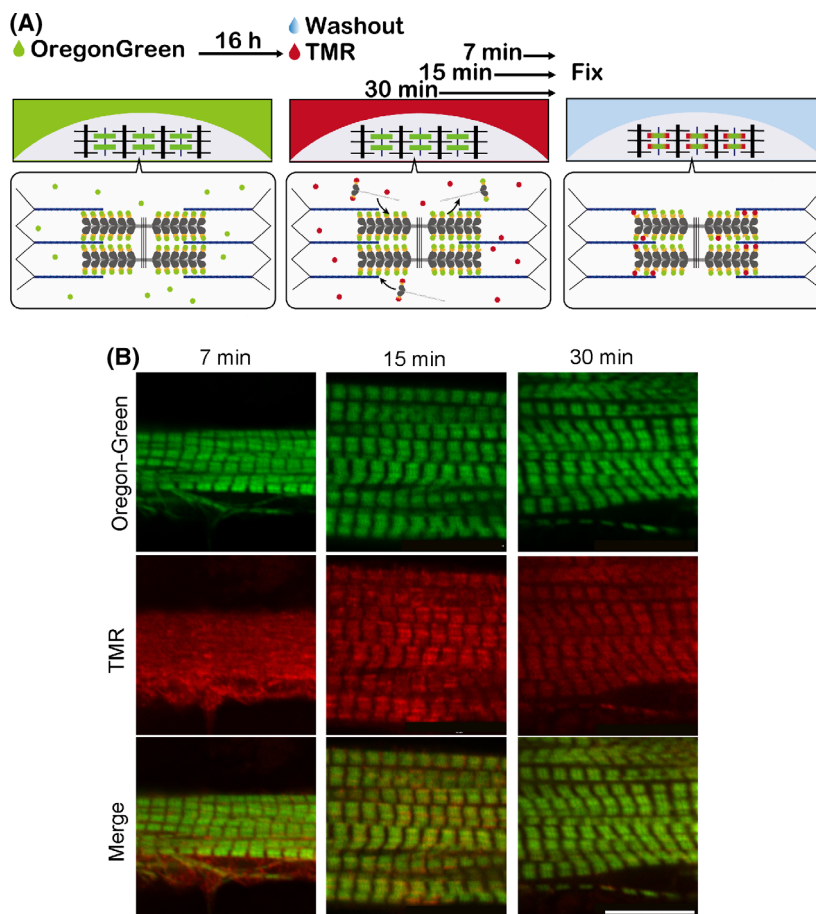 (A)
OregonGreen
16 h
Washout
TMR
7 min
15 min
30 min
Fix
(B)
7 min
15 min
30 min
Oregon-Green
TMR
Merge